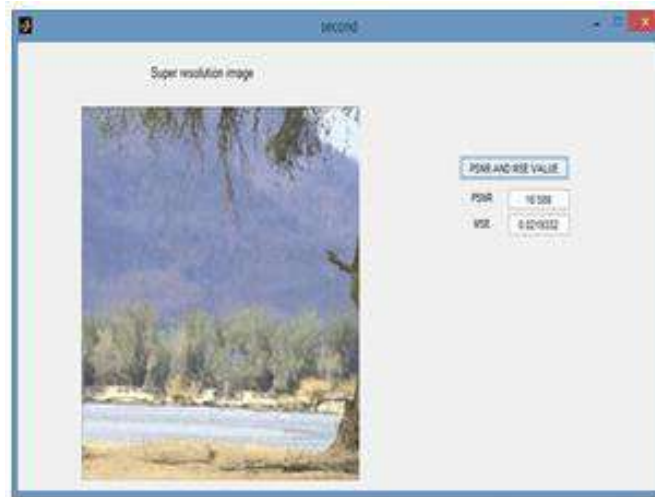 second
Super resolution image
PSNR AND MSE VALUE
PSNR
MSE